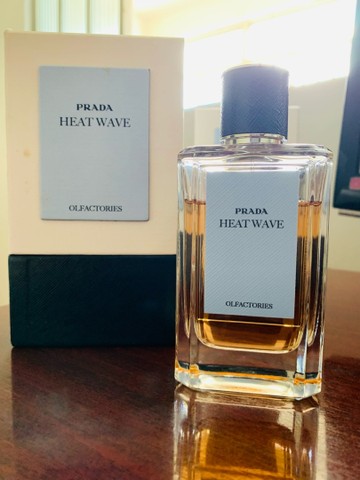 PRADA
HEAT WAVE
OLFACTORIES
PRADA
HEAT WAVE
OLFACTORIES